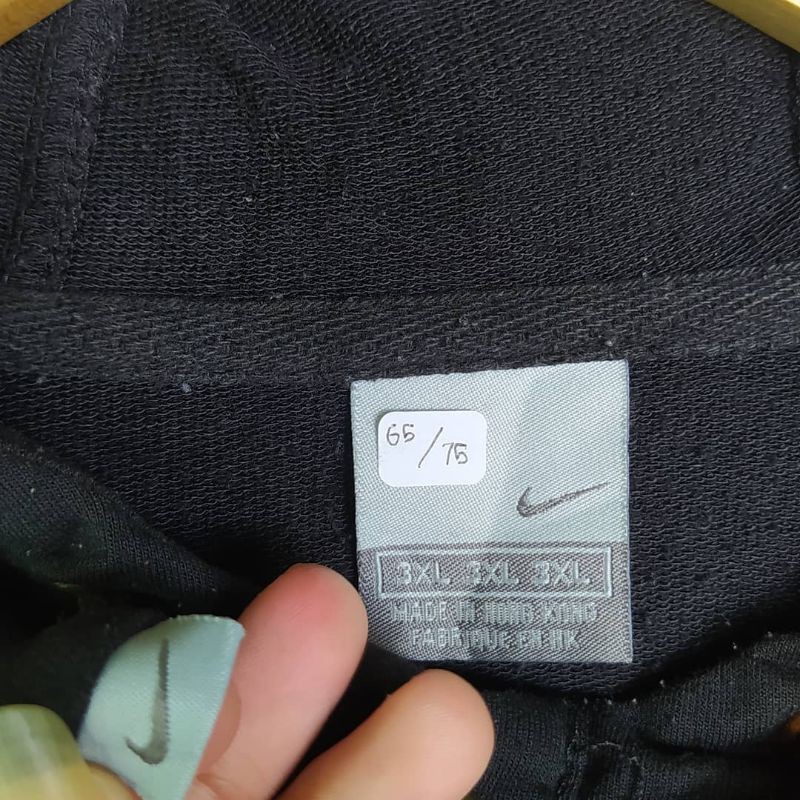 65/75
3XL 3XL 3XL
MADE IN HONG KONG
FABRIQUE EN HK